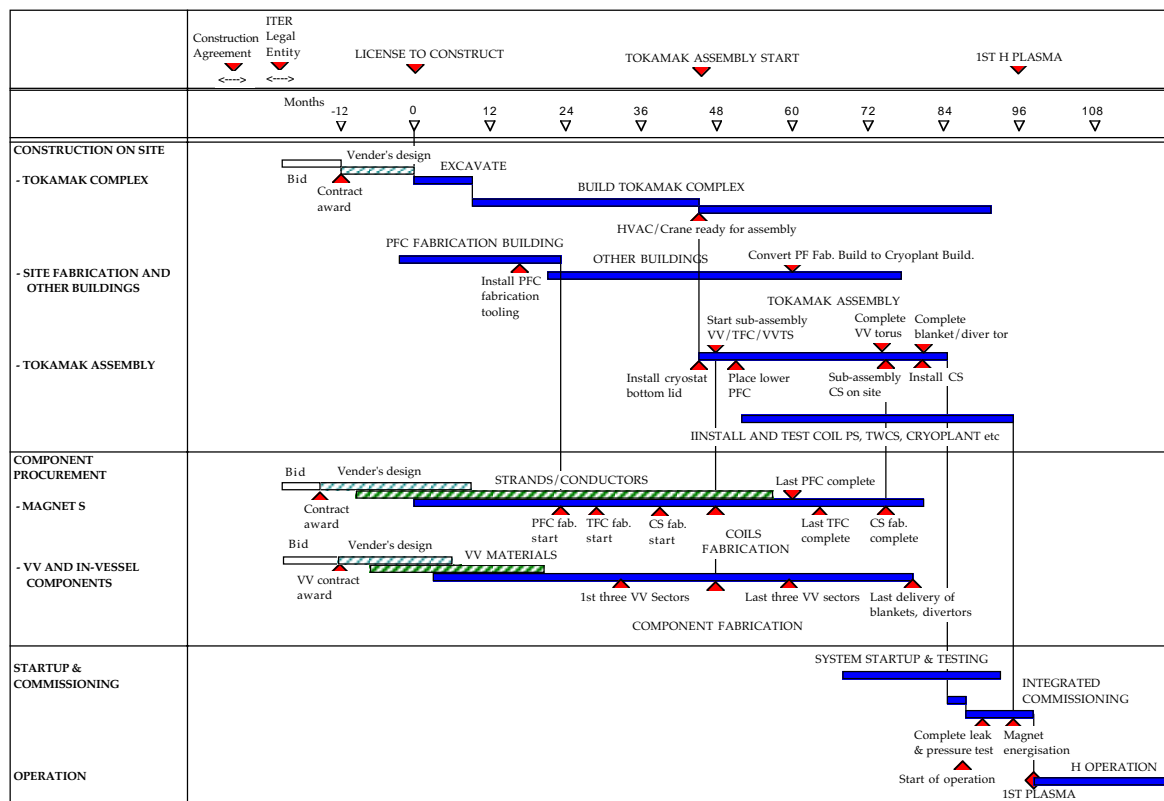 Construction
Agreement
<---->
ITER
Legal
Entity
<---->
LICENSE TO CONSTRUCT
TOKAMAK ASSEMBLY START
1ST H PLASMA
Months
-12
0
12
24
36
48
60
72
84
96
108
CONSTRUCTION ON SITE
- TOKAMAK COMPLEX
Vender's design
Bid
Contract
award
EXCAVATE
BUILD TOKAMAK COMPLEX
HVAC/Crane ready for assembly
- SITE FABRICATION AND
OTHER BUILDINGS
PFC FABRICATION BUILDING
Install PFC
fabrication
tooling
OTHER BUILDINGS
Convert PF Fab. Build to Cryoplant Build.
- TOKAMAK ASSEMBLY
TOKAMAK ASSEMBLY
Start sub-assembly
VV/TFC/VVTS
Complete
VV torus
Complete
blanket/diver tor
Install cryostat
bottom lid
Place lower
PFC
Sub-assembly
CS on site
Install CS
IINSTALL AND TEST COIL PS, TWCS, CRYOPLANT etc
COMPONENT
PROCUREMENT
- MAGNET S
Bid
Vender's design
Contract
award
STRANDS/CONDUCTORS
Last PFC complete
PFC fab.
start
TFC fab.
start
CS fab.
start
COILS
FABRICATION
Last TFC
complete
CS fab.
complete
- VV AND IN-VESSEL
COMPONENTS
Bid
Vender's design
VV contract
award
VV MATERIALS
1st three VV Sectors
Last three VV sectors
Last delivery of
blankets, divertors
COMPONENT FABRICATION
STARTUP &
COMMISSIONING
SYSTEM STARTUP & TESTING
INTEGRATED
COMMISSIONING
Complete leak
& pressure test
Magnet
energisation
Start of operation
OPERATION
H OPERATION
1ST PLASMA